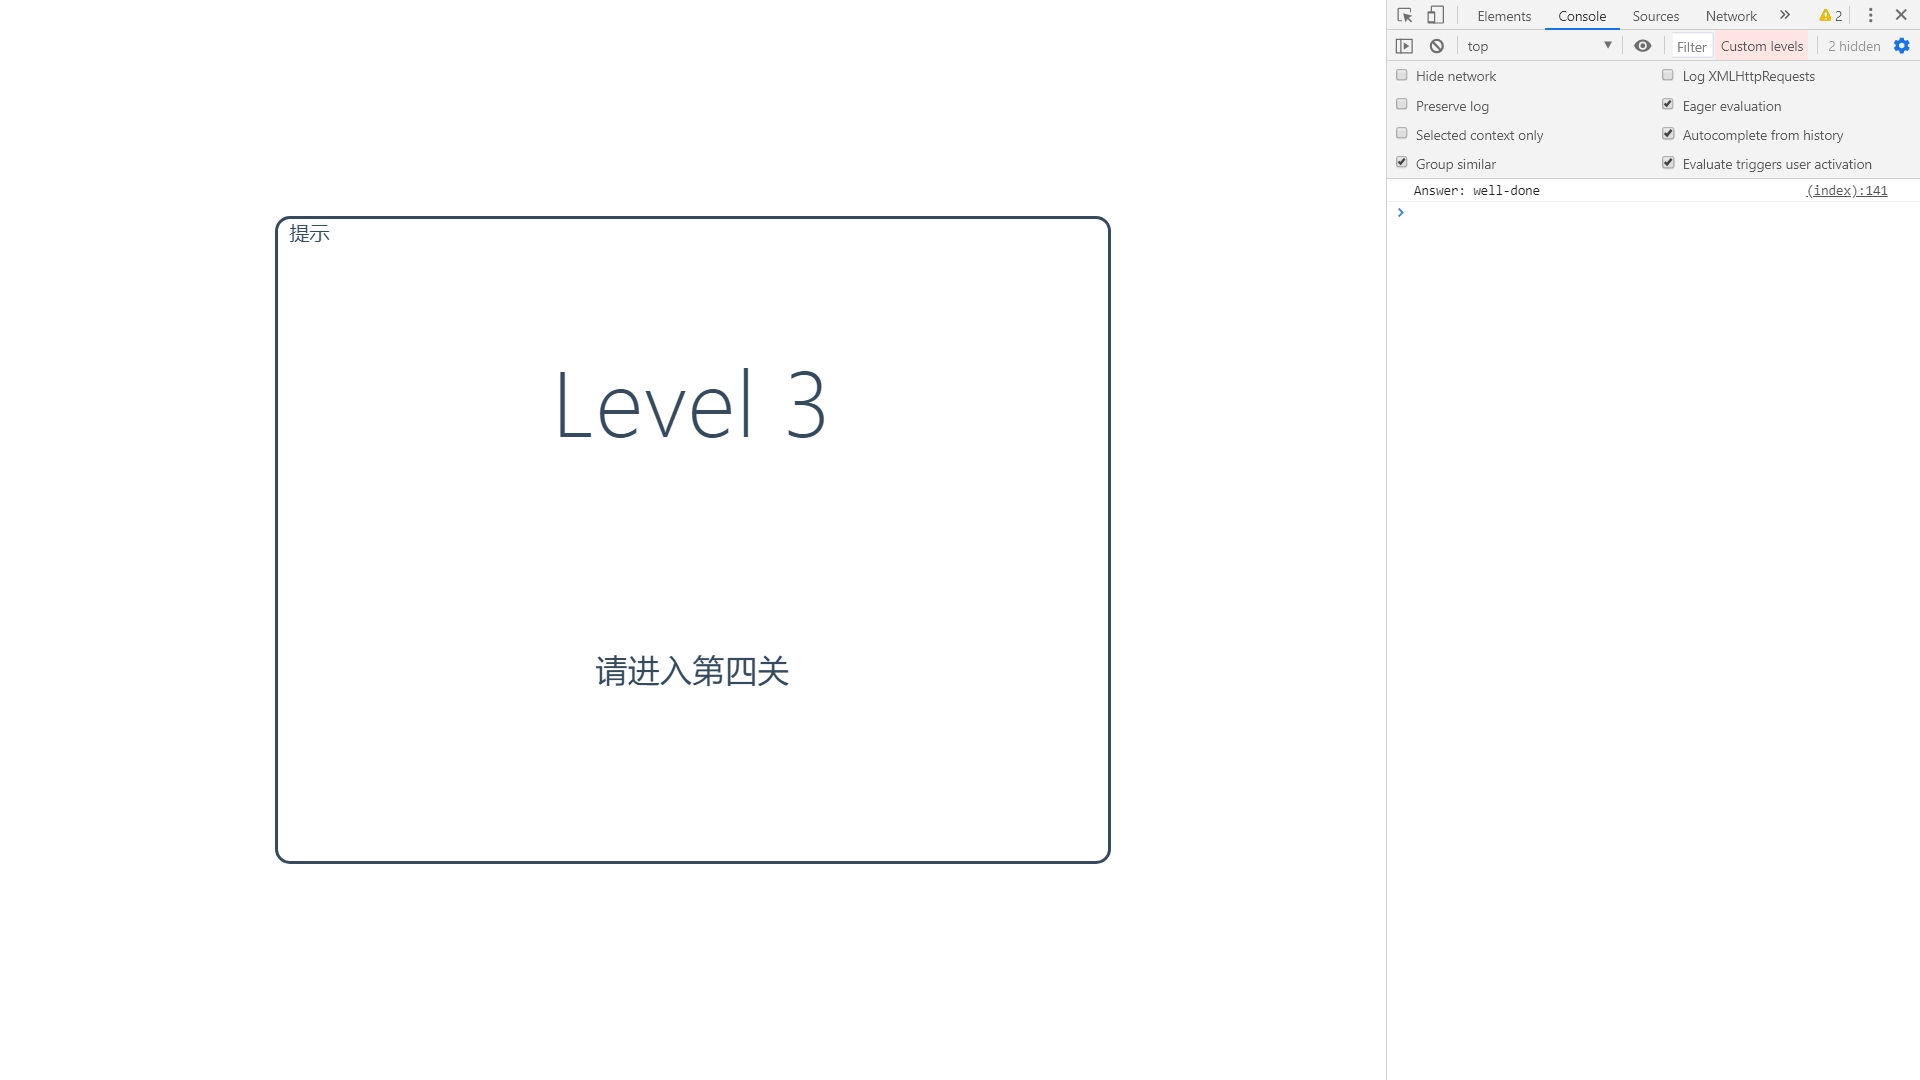 提示
Level 3
请进入第四关
Elements Console Sources Network » 2
top Filter Custom levels 2 hidden
Hide network Log XMLHttpRequests
Preserve log Eager evaluation
Selected context only Autocomplete from history
Group similar Evaluate triggers user activation
Answer: well-done (index):141